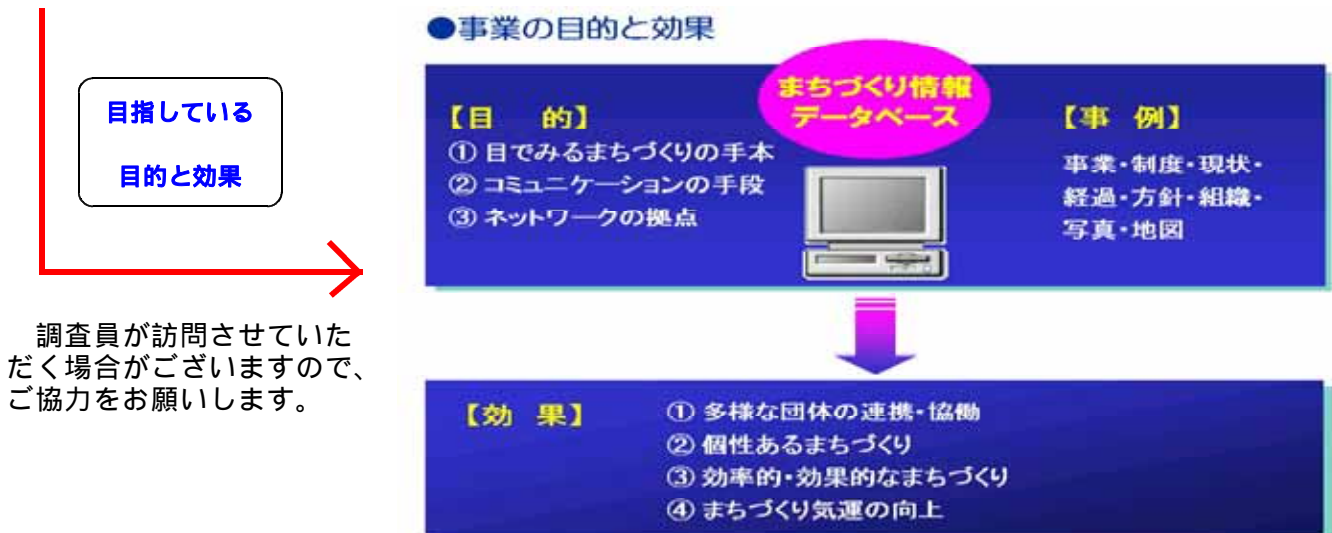 目指している
目的と効果
調査員が訪問させていた
だく場合がございますので、
ご協力をお願いします。
●事業の目的と効果
まちづくり情報
データベース
【目　的】
① 目でみるまちづくりの手本
② コミュニケーションの手段
③ ネットワークの拠点
【事　例】
事業・制度・現状・
経過・方針・組織・
写真・地図
【効　果】
① 多様な団体の連携・協働
② 個性あるまちづくり
③ 効率的・効果的なまちづくり
④ まちづくり気運の向上